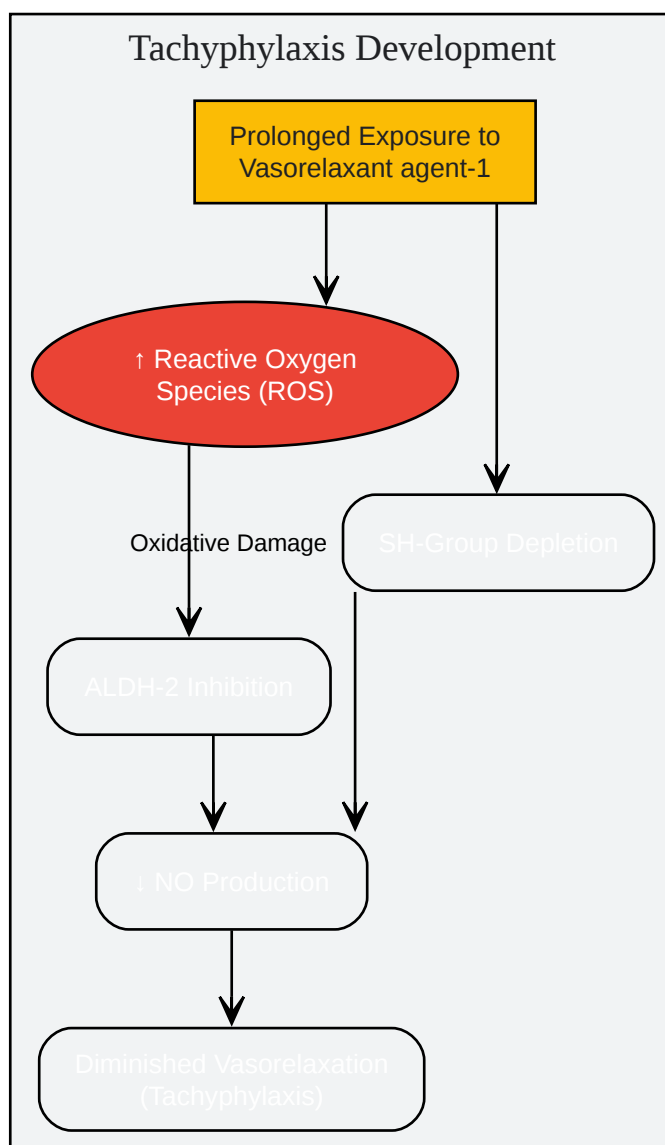 Tachyphylaxis Development
Prolonged Exposure to
Vasorelaxant agent-1
↑ Reactive Oxygen
Species (ROS)
Oxidative Damage
SH-Group Depletion
ALDH-2 Inhibition
↓ NO Production
Diminished Vasorelaxation
(Tachyphylaxis)